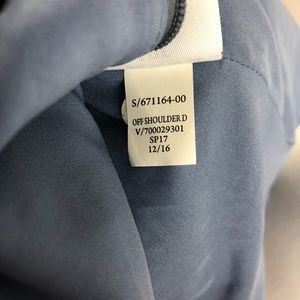 S/671164-00
OFF SHOULDER D
V/700029301
SP17
12/16